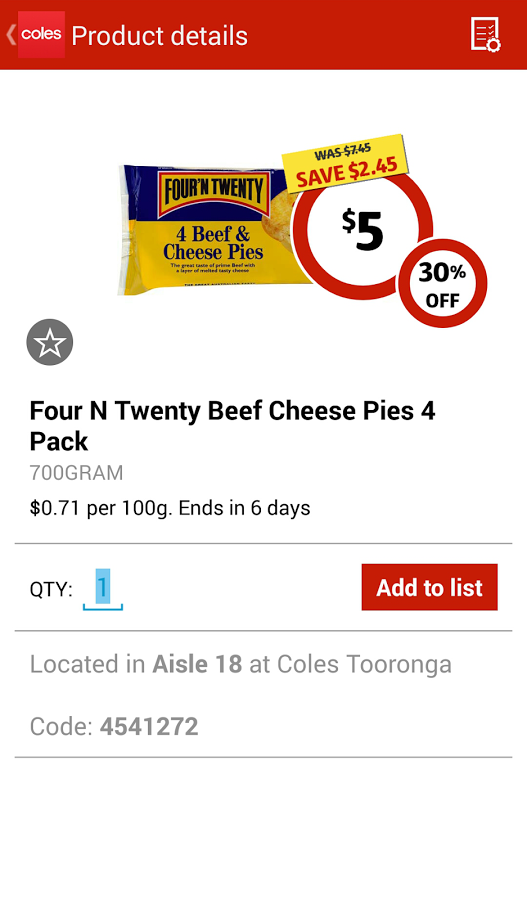 coles Product details
WAS $7.45
SAVE $2.45
FOUR'N TWENTY
$5
4 Beef &
Cheese Pies
The great taste of prime Beef with
a layer of melted tasty cheese
30%
OFF
Four N Twenty Beef Cheese Pies 4
Pack
700GRAM
$0.71 per 100g. Ends in 6 days
QTY: 1 Add to list
Located in Aisle 18 at Coles Tooronga
Code: 4541272